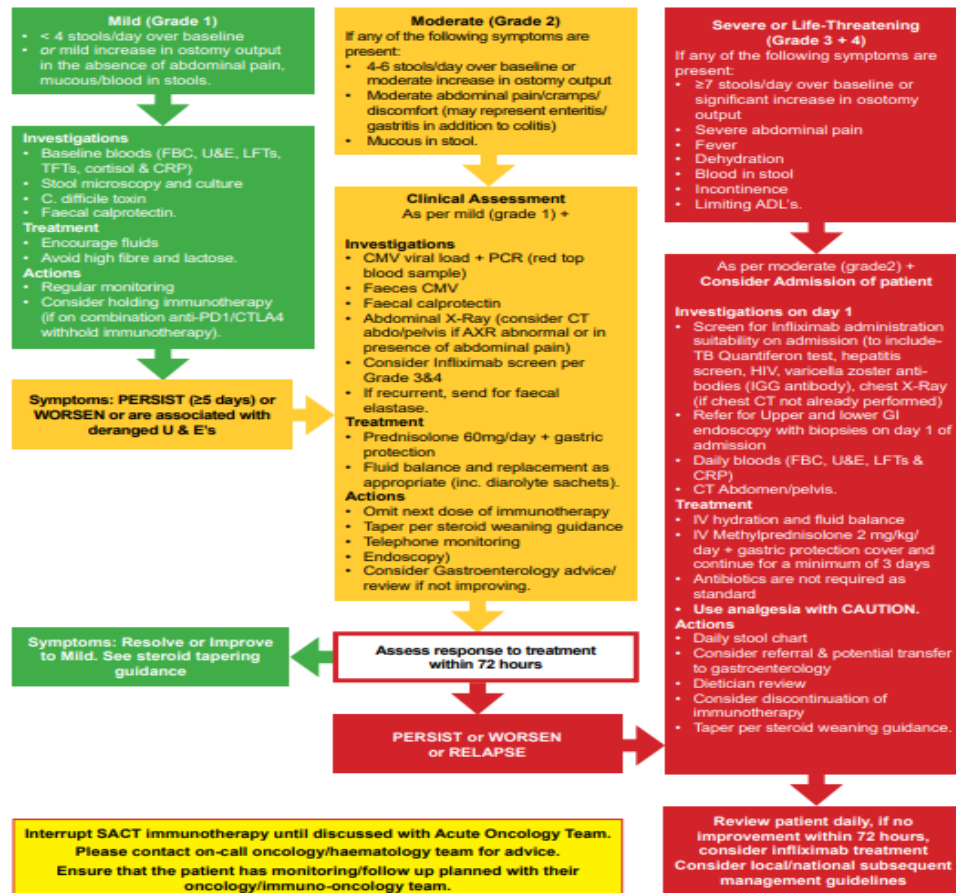 Mild (Grade 1)
• < 4 stools/day over baseline
• or mild increase in ostomy output
in the absence of abdominal pain,
mucous/blood in stools.
Investigations
• Baseline bloods (FBC, U&E, LFTs,
TFTs, cortisol & CRP)
• Stool microscopy and culture
• C. difficile toxin
• Faecal calprotectin.
Treatment
• Encourage fluids
• Avoid high fibre and lactose.
Actions
• Regular monitoring
• Consider holding immunotherapy
(if on combination anti-PD1/CTLA4
withhold immunotherapy).
Symptoms: PERSIST (≥5 days) or
WORSEN or are associated with
deranged U & E's
Moderate (Grade 2)
If any of the following symptoms are
present:
• 4-6 stools/day over baseline or
moderate increase in ostomy output
• Moderate abdominal pain/cramps/
discomfort (may represent enteritis/
gastritis in addition to colitis)
• Mucous in stool.
Clinical Assessment
As per mild (grade 1) +
Investigations
• CMV viral load + PCR (red top
blood sample)
• Faeces CMV
• Faecal calprotectin
• Abdominal X-Ray (consider CT
abdo/pelvis if AXR abnormal or in
presence of abdominal pain)
• Consider Infliximab screen per
Grade 3&4
• If recurrent, send for faecal
elastase.
Treatment
• Prednisolone 60mg/day + gastric
protection
• Fluid balance and replacement as
appropriate (inc. diarolyte sachets).
Actions
• Omit next dose of immunotherapy
• Taper per steroid weaning guidance
• Telephone monitoring
• Endoscopy)
• Consider Gastroenterology advice/
review if not improving.
Symptoms: Resolve or Improve
to Mild. See steroid tapering
guidance
Assess response to treatment
within 72 hours
PERSIST or WORSEN
or RELAPSE
Severe or Life-Threatening
(Grade 3 + 4)
If any of the following symptoms are
present:
• ≥7 stools/day over baseline or
significant increase in osotomy
output
• Severe abdominal pain
• Fever
• Dehydration
• Blood in stool
• Incontinence
• Limiting ADL's.
As per moderate (grade2) +
Consider Admission of patient
Investigations on day 1
• Screen for Infliximab administration
suitability on admission (to include-
TB Quantiferon test, hepatitis
screen, HIV, varicella zoster anti-
bodies (IGG antibody), chest X-Ray
(if chest CT not already performed)
• Refer for Upper and lower GI
endoscopy with biopsies on day 1 of
admission
• Daily bloods (FBC, U&E, LFTs &
CRP)
• CT Abdomen/pelvis.
Treatment
• IV hydration and fluid balance
• IV Methylprednisolone 2 mg/kg/
day + gastric protection cover and
continue for a minimum of 3 days
• Antibiotics are not required as
standard
• Use analgesia with CAUTION.
Actions
• Daily stool chart
• Consider referral & potential transfer
to gastroenterology
• Dietician review
• Consider discontinuation of
immunotherapy
• Taper per steroid weaning guidance.
Review patient daily, if no
improvement within 72 hours,
consider infliximab treatment
Consider local/national subsequent
management guidelines
Interrupt SACT immunotherapy until discussed with Acute Oncology Team.
Please contact on-call oncology/haematology team for advice.
Ensure that the patient has monitoring/follow up planned with their
oncology/immuno-oncology team.